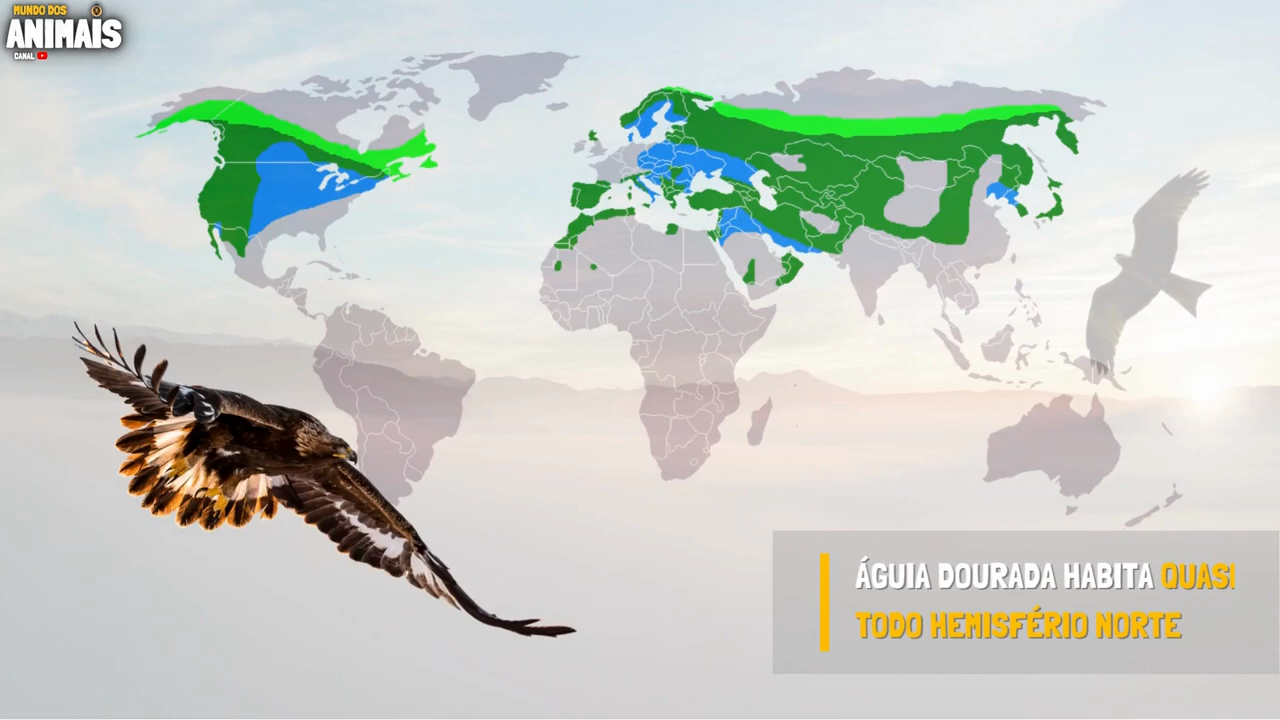 MUNDO DOS
ANIMAIS
CANAL
ÁGUIA DOURADA HABITA QUASI
TODO HEMISFÉRIO NORTE